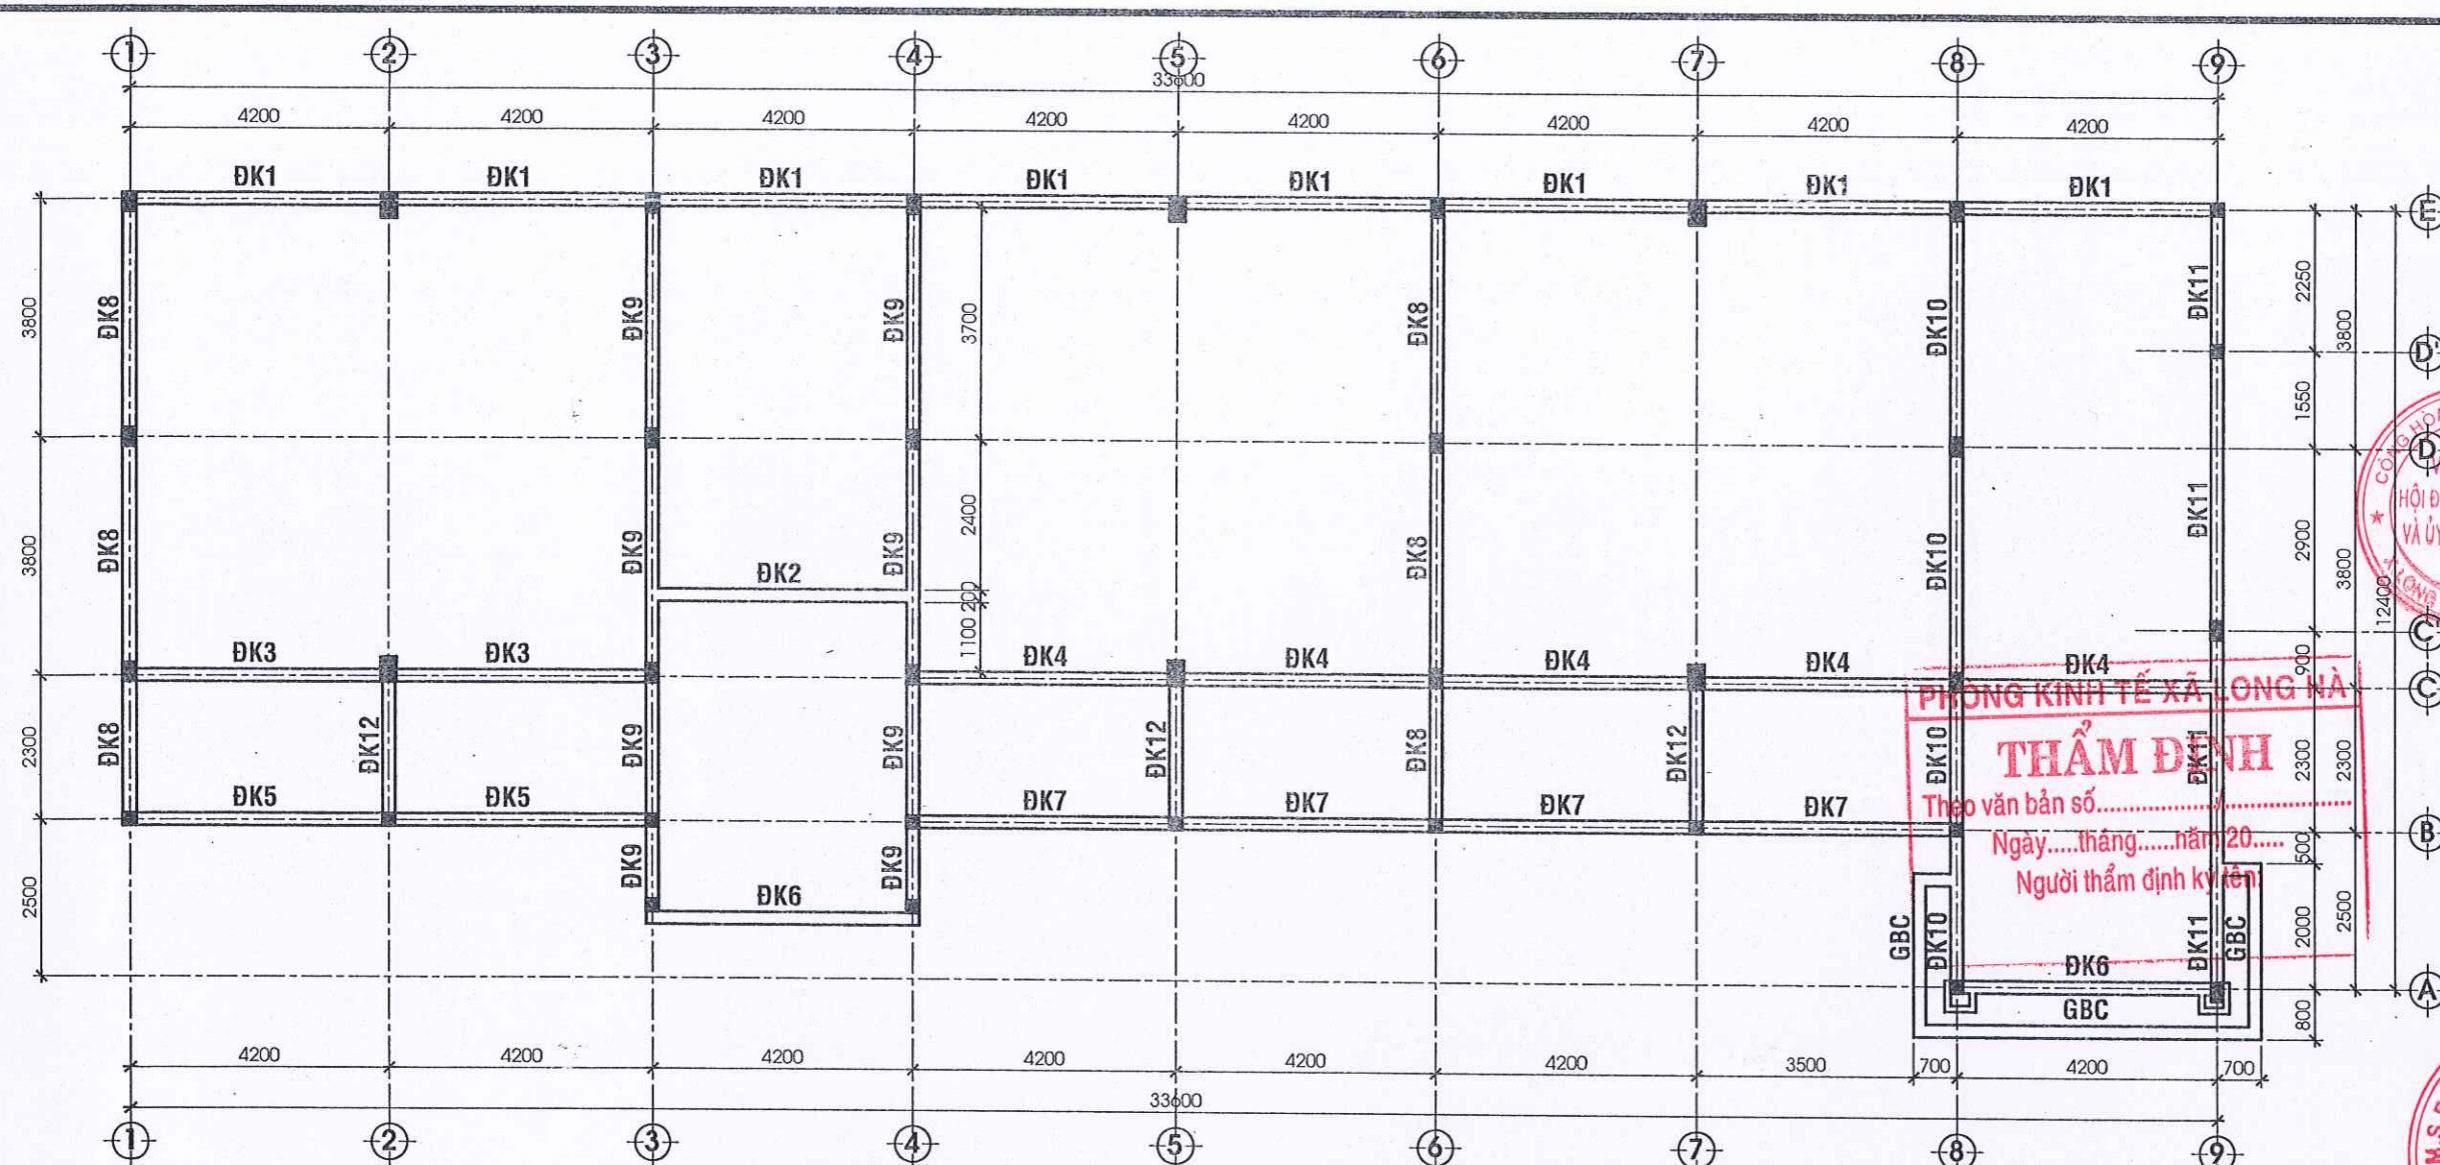 1 2 3 4 5 6 7 8 9
33600
4200 4200 4200 4200 4200 4200 4200 4200
ĐK1 ĐK1 ĐK1 ĐK1 ĐK1 ĐK1 ĐK1 ĐK1
E
3800 ĐK8 ĐK9 ĐK9 3700 ĐK8 ĐK10 ĐK11 2250 3800
D'
1550
D
CỘNG HÒA
HỘI Đ
VÀ ỦY
LONG
3800 ĐK8 ĐK9 ĐK9 2400 ĐK8 ĐK10 ĐK11 2900 3800
12400
ĐK2
200
1100
C'
900
ĐK3 ĐK3 ĐK4 ĐK4 ĐK4 ĐK4 ĐK4
C
PHÒNG KINH TẾ XÃ LONG HÀ
THẨM ĐỊNH
Theo văn bản số..................../......................
Ngày.....tháng......năm 20.....
Người thẩm định ký tên:
2300 ĐK8 ĐK12 ĐK9 ĐK9 ĐK12 ĐK8 ĐK12 ĐK10 ĐK11 2300 2300
ĐK5 ĐK5 ĐK7 ĐK7 ĐK7 ĐK7
B
500
2500 ĐK9 ĐK9 GBC ĐK10 ĐK11 GBC 2000 2500
ĐK6 ĐK6
A
GBC
800
4200 4200 4200 4200 4200 4200 3500 700 4200 700
33600
1 2 3 4 5 6 7 8 9
M.S.